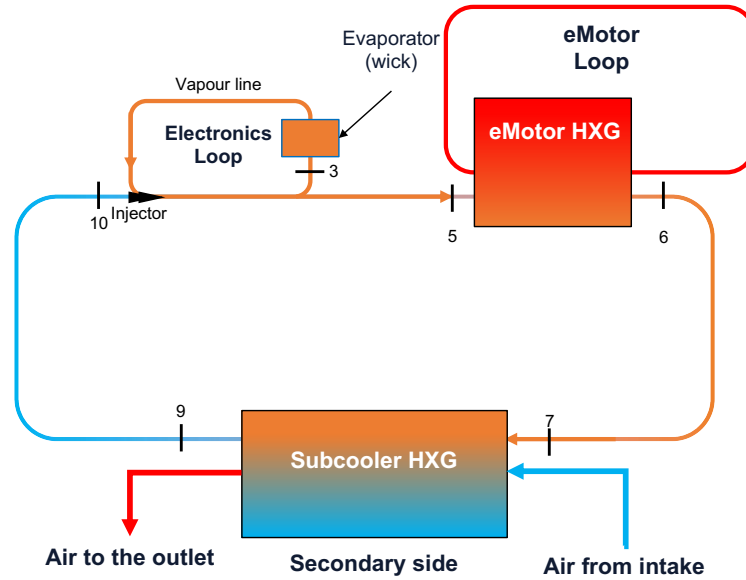 Evaporator
(wick)
eMotor
Loop
Vapour line
Electronics
Loop
eMotor HXG
3
10
Injector
5
6
9
7
Subcooler HXG
Air to the outlet
Secondary side
Air from intake